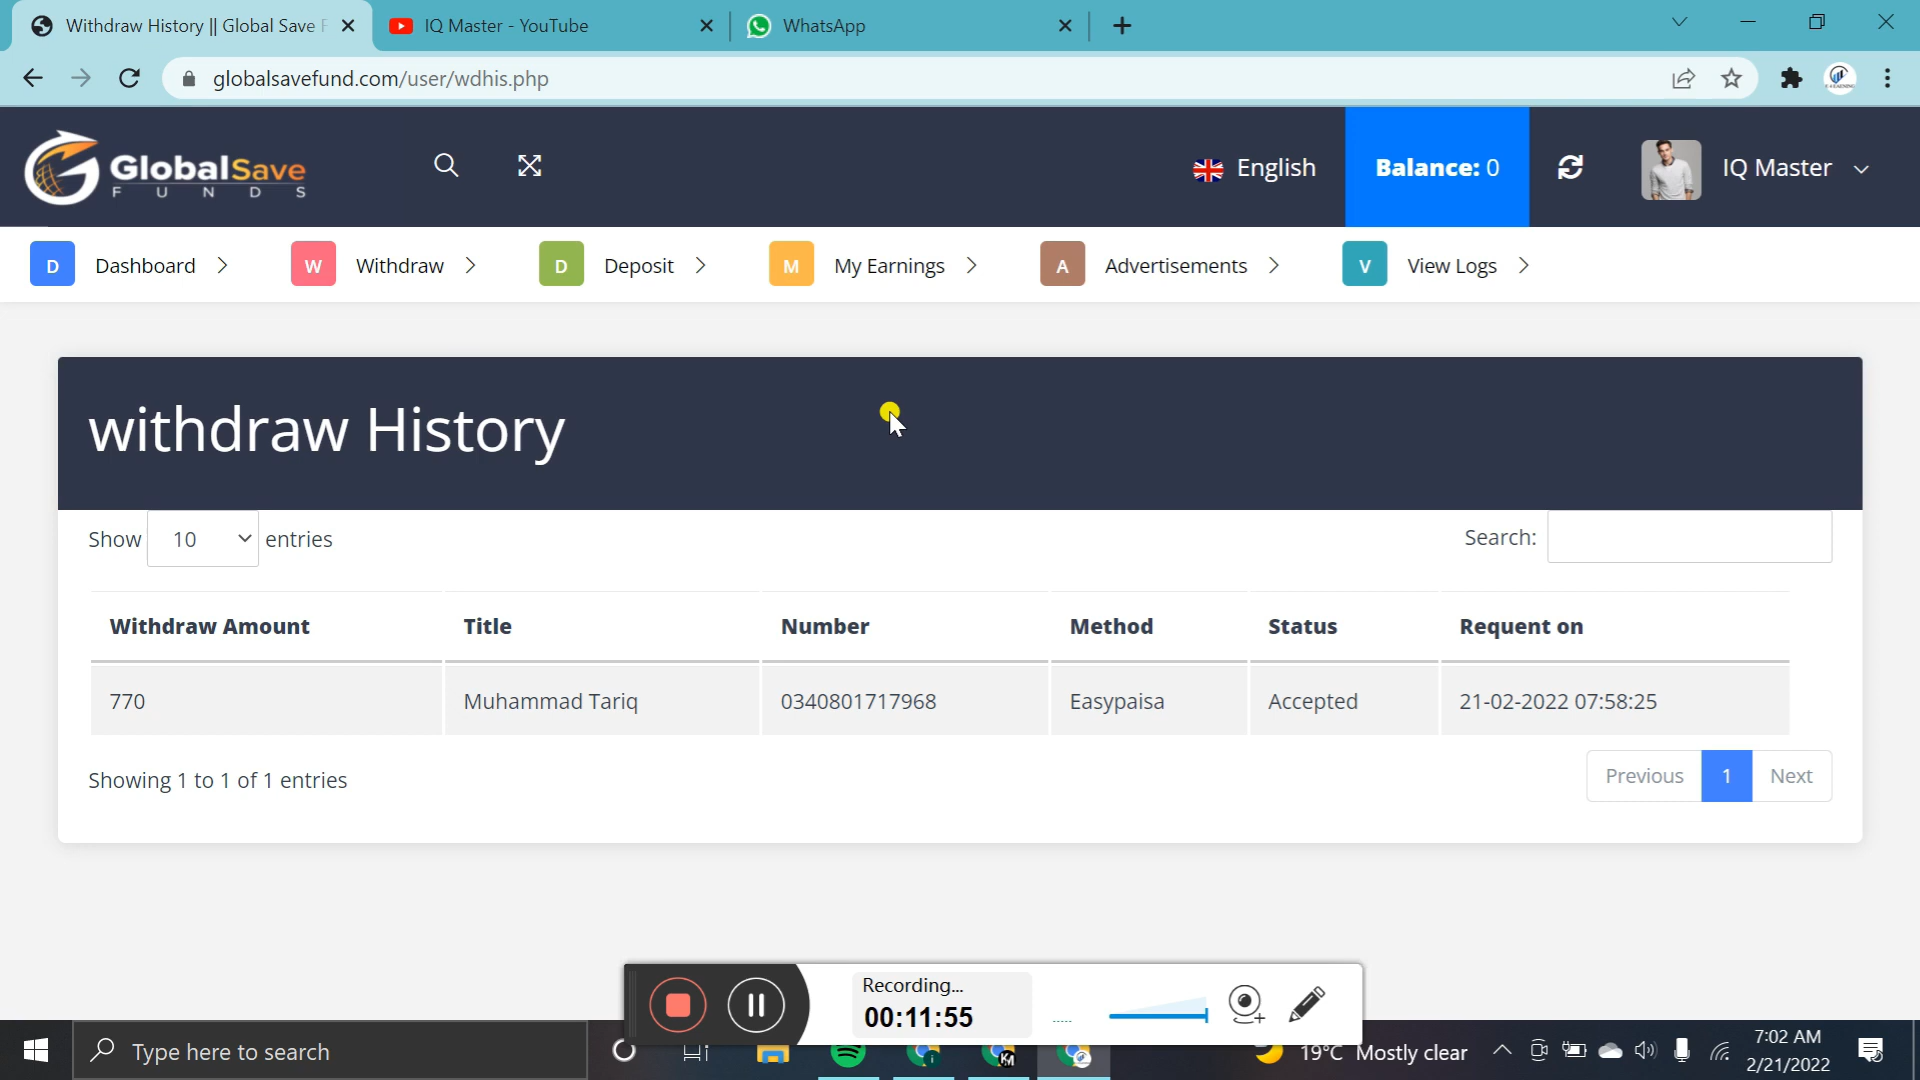 Withdraw History || Global Save F
IQ Master - YouTube
WhatsApp
globalsavefund.com/user/wdhis.php
GlobalSave
FUNDS
English
Balance: 0
IQ Master
D Dashboard
W Withdraw
D Deposit
M My Earnings
A Advertisements
V View Logs
withdraw History
Show 10 entries
Search:
Withdraw Amount Title Number Method Status Requent on
770 Muhammad Tariq 0340801717968 Easypaisa Accepted 21-02-2022 07:58:25
Showing 1 to 1 of 1 entries
Previous 1 Next
Recording...
00:11:55
Type here to search
19°C Mostly clear
7:02 AM
2/21/2022